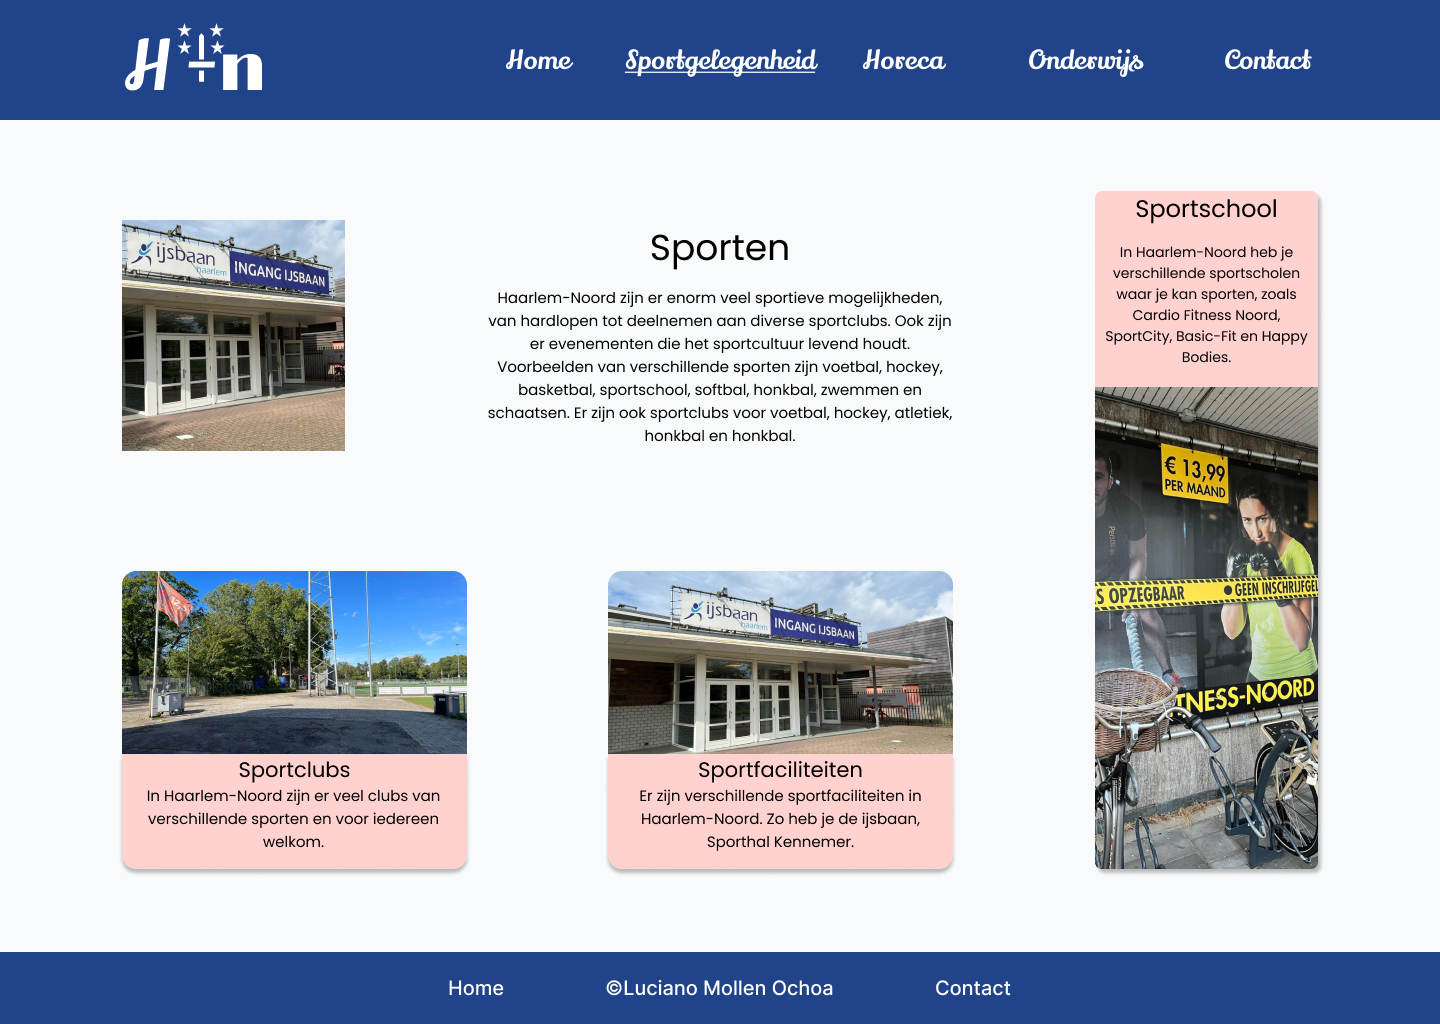 H n
Home Sportgelegenheid Horeca Onderwijs Contact
ijsbaan
haarlem
INGANG IJSBAAN
Sporten
Haarlem-Noord zijn er enorm veel sportieve mogelijkheden,
van hardlopen tot deelnemen aan diverse sportclubs. Ook zijn
er evenementen die het sportcultuur levend houdt.
Voorbeelden van verschillende sporten zijn voetbal, hockey,
basketbal, sportschool, softbal, honkbal, zwemmen en
schaatsen. Er zijn ook sportclubs voor voetbal, hockey, atletiek,
honkbal en honkbal.
Sportschool
In Haarlem-Noord heb je
verschillende sportscholen
waar je kan sporten, zoals
Cardio Fitness Noord,
SportCity, Basic-Fit en Happy
Bodies.
€ 13,99
PER MAAND
S OPZEGBAAR
GEEN INSCHRIJFGEL
TNESS-NOORD
Sportclubs
In Haarlem-Noord zijn er veel clubs van
verschillende sporten en voor iedereen
welkom.
ijsbaan
haarlem
INGANG IJSBAAN
Sportfaciliteiten
Er zijn verschillende sportfaciliteiten in
Haarlem-Noord. Zo heb je de ijsbaan,
Sporthal Kennemer.
Home ©Luciano Mollen Ochoa Contact